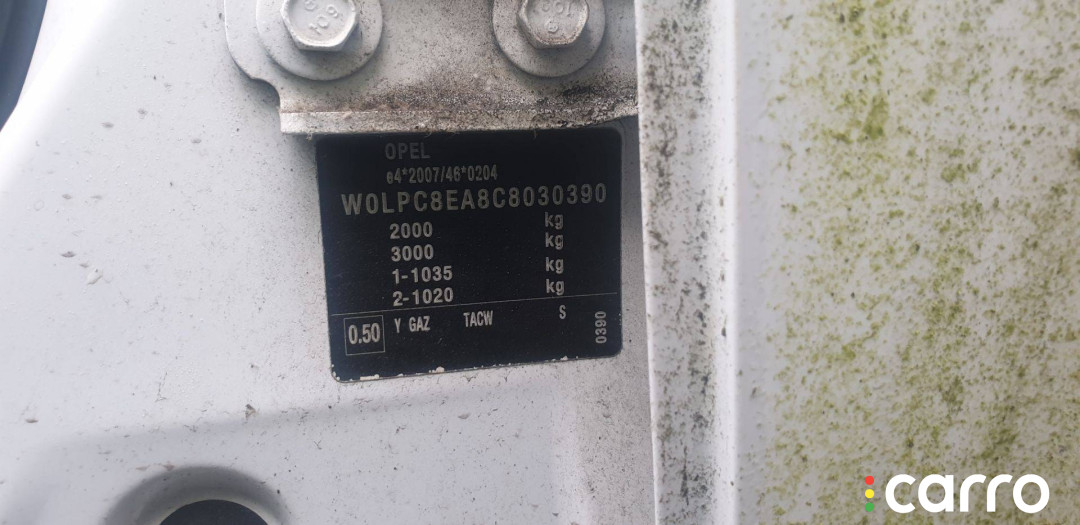 OPEL
e4*2007/46*0204
W0LPC8EA8C8030390
2000 kg
3000 kg
1-1035 kg
2-1020 kg
0.50 Y GAZ TACW S
0390
carro